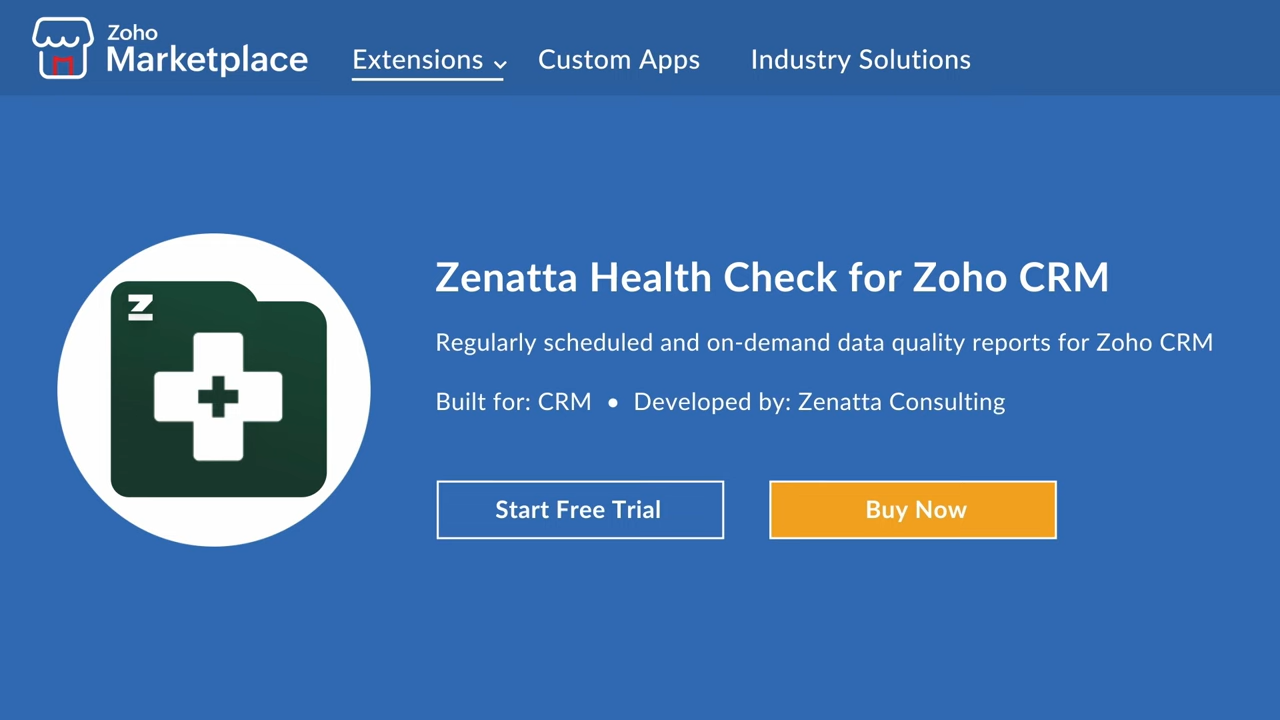 Zoho
Marketplace
Extensions
Custom Apps
Industry Solutions
Z
Zenatta Health Check for Zoho CRM
Regularly scheduled and on-demand data quality reports for Zoho CRM
Built for: CRM • Developed by: Zenatta Consulting
Start Free Trial
Buy Now